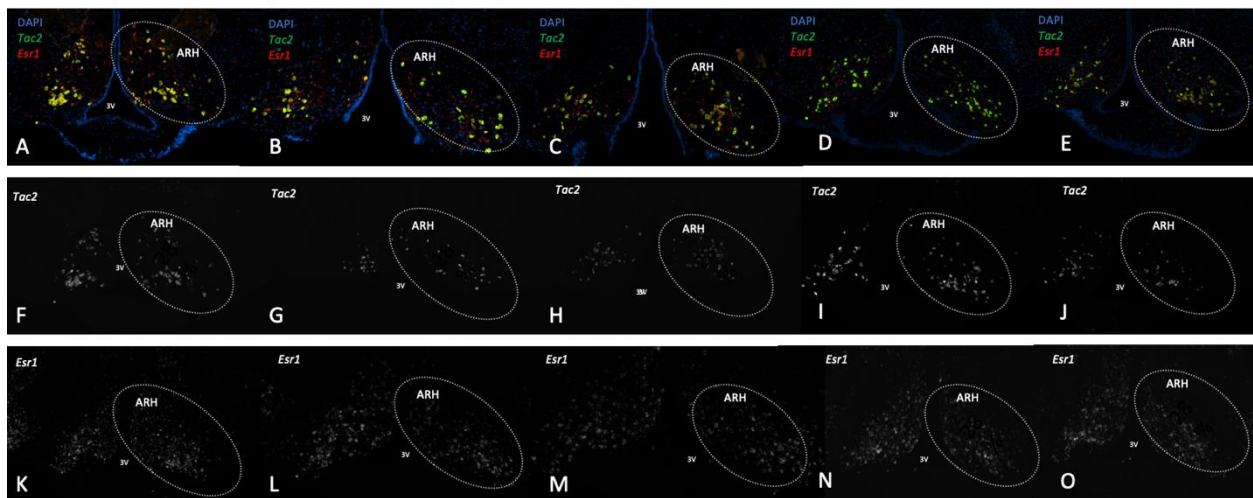 DAPI
Tac2
Esr1
ARH
3V
A
DAPI
Tac2
Esr1
ARH
3V
B
DAPI
Tac2
Esr1
ARH
3V
C
DAPI
Tac2
Esr1
ARH
3V
D
DAPI
Tac2
Esr1
ARH
3V
E
Tac2
ARH
3V
F
Tac2
ARH
3V
G
Tac2
ARH
H
Tac2
ARH
3V
I
Tac2
ARH
3V
J
Esr1
ARH
3V
K
Esr1
ARH
3V
L
Esr1
ARH
3V
M
Esr1
ARH
3V
N
Esr1
ARH
3V
O